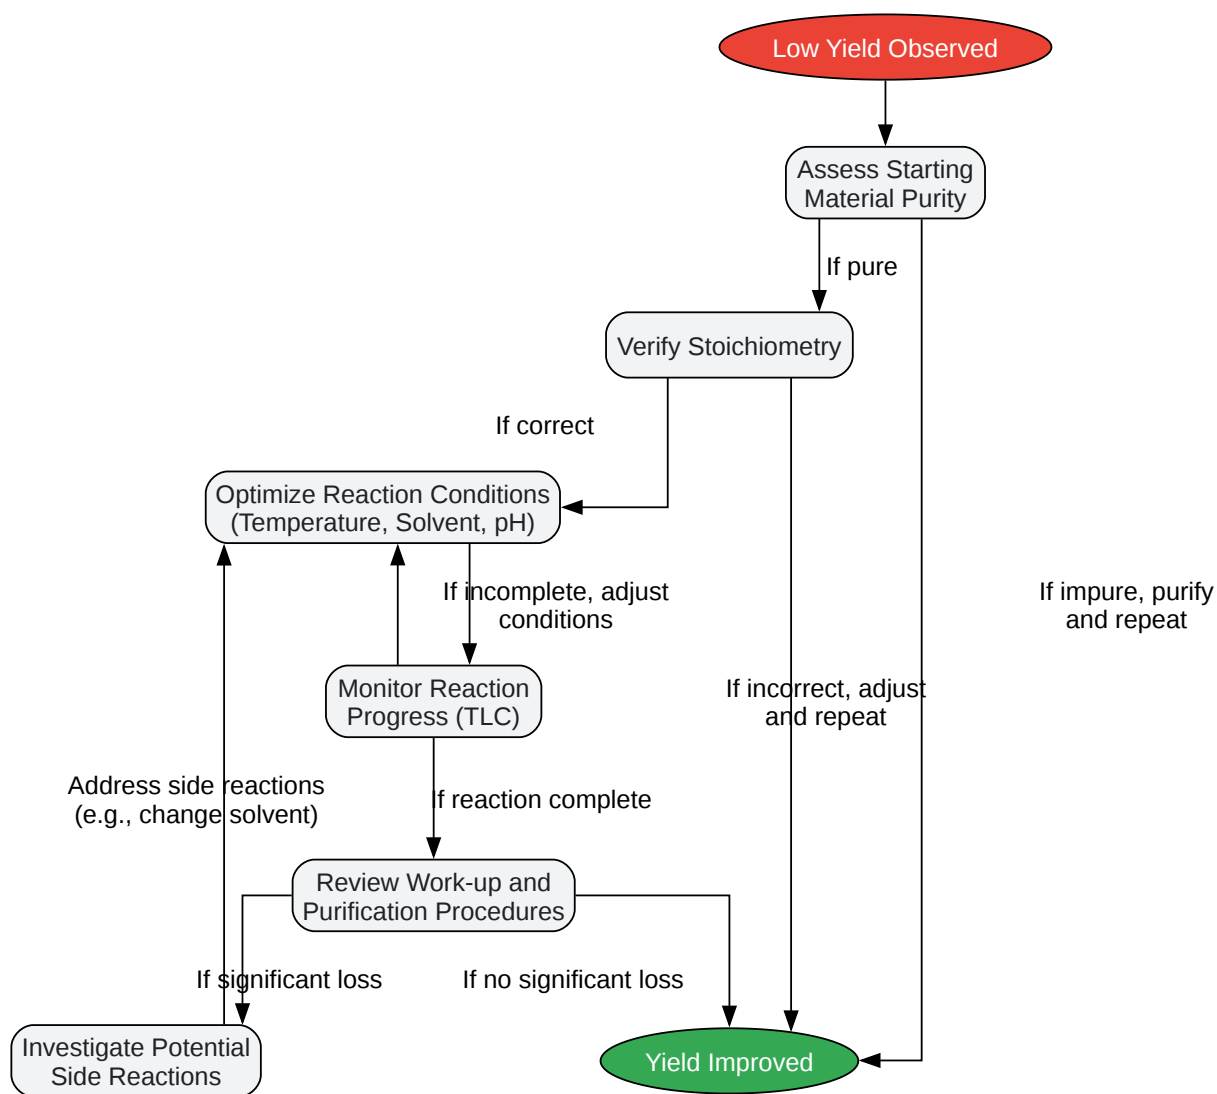 Low Yield Observed
Assess Starting
Material Purity
If pure
Verify Stoichiometry
If correct
Optimize Reaction Conditions
(Temperature, Solvent, pH)
If incomplete, adjust
conditions
If impure, purify
and repeat
Monitor Reaction
Progress (TLC)
If incorrect, adjust
and repeat
Address side reactions
(e.g., change solvent)
If reaction complete
Review Work-up and
Purification Procedures
If significant loss
If no significant loss
Investigate Potential
Side Reactions
Yield Improved